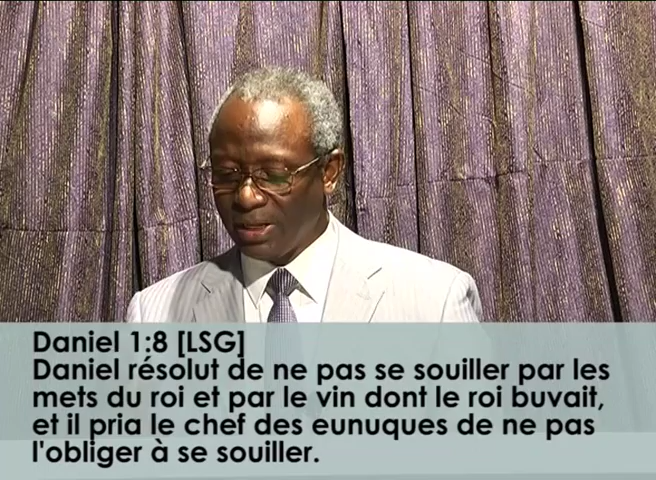 Daniel 1:8 [LSG]
Daniel résolut de ne pas se souiller par les
mets du roi et par le vin dont le roi buvait,
et il pria le chef des eunuques de ne pas
l'obliger à se souiller.